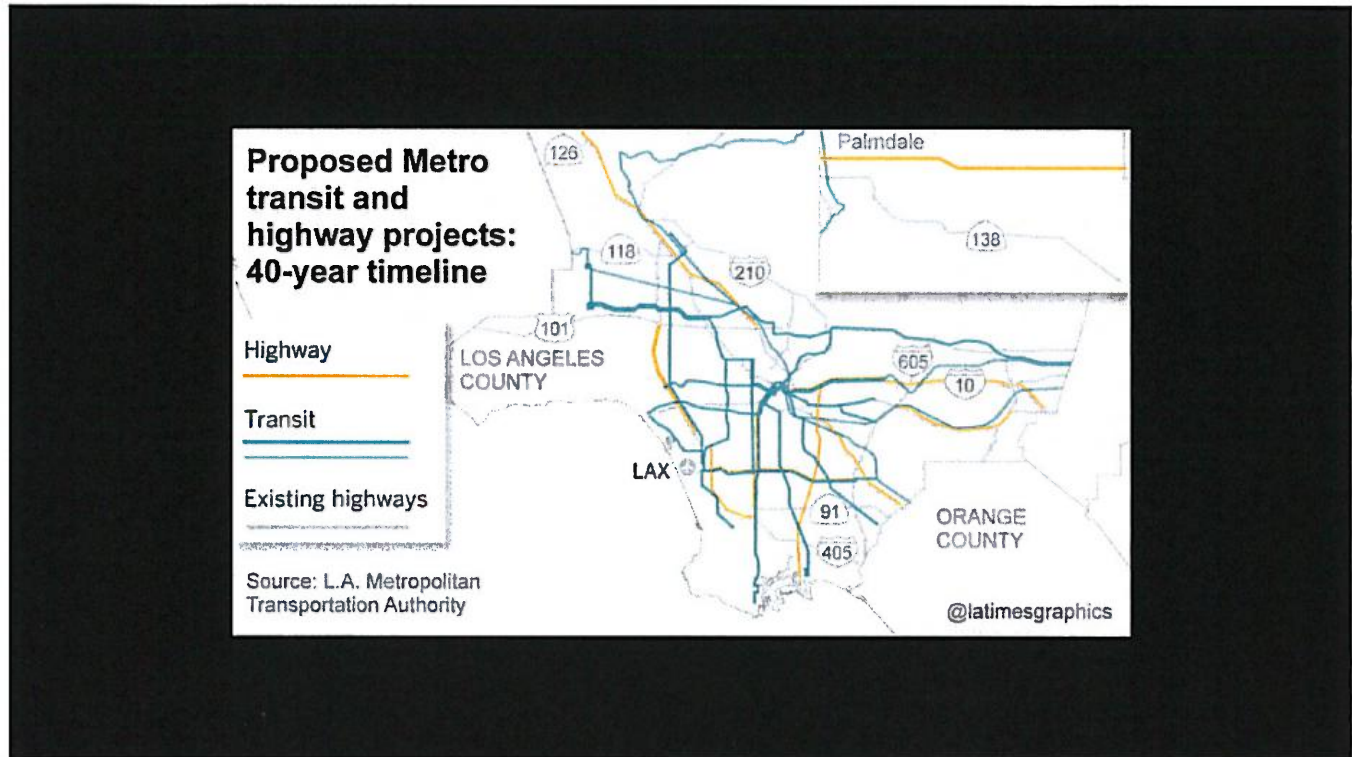 Proposed Metro
transit and
highway projects:
40-year timeline
Highway
Transit
Existing highways
Source: L.A. Metropolitan
Transportation Authority
126
118
210
101
LOS ANGELES
COUNTY
Palmdale
138
605
10
LAX
91
405
ORANGE
COUNTY
@latimesgraphics